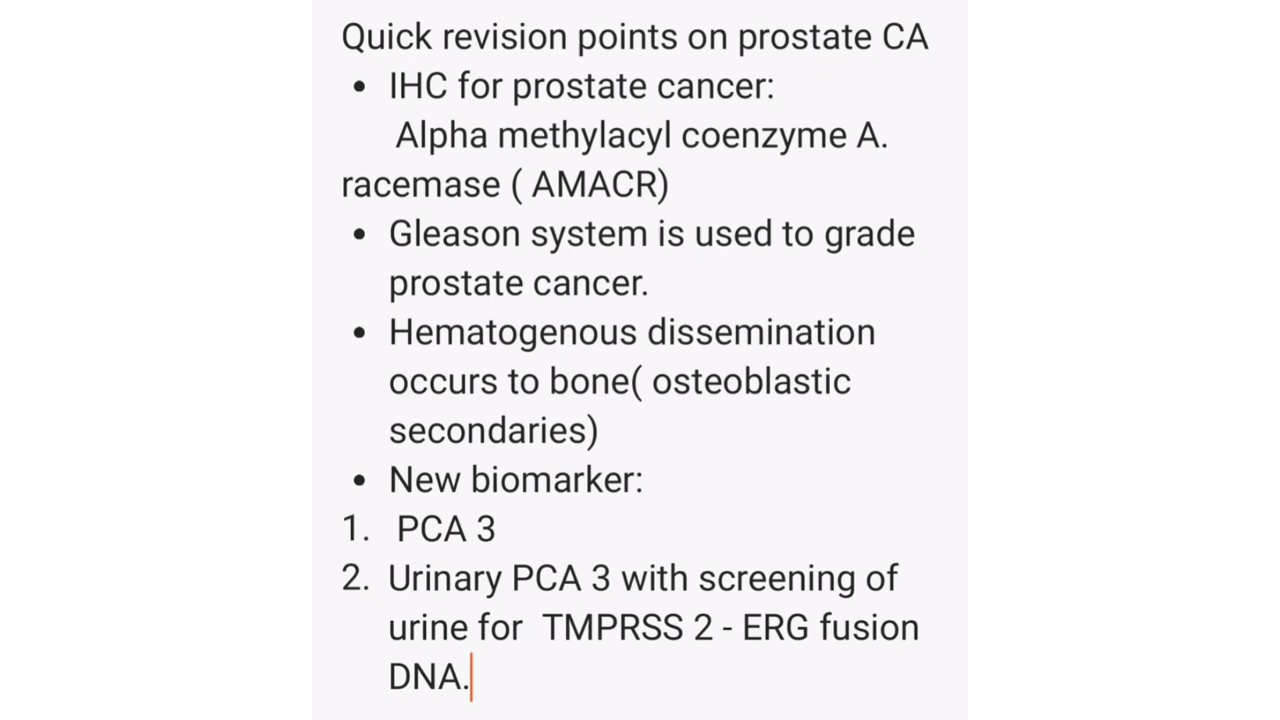 Quick revision points on prostate CA
• IHC for prostate cancer:
Alpha methylacyl coenzyme A.
racemase ( AMACR)
• Gleason system is used to grade
prostate cancer.
• Hematogenous dissemination
occurs to bone( osteoblastic
secondaries)
• New biomarker:
1. PCA 3
2. Urinary PCA 3 with screening of
urine for TMPRSS 2 - ERG fusion
DNA.